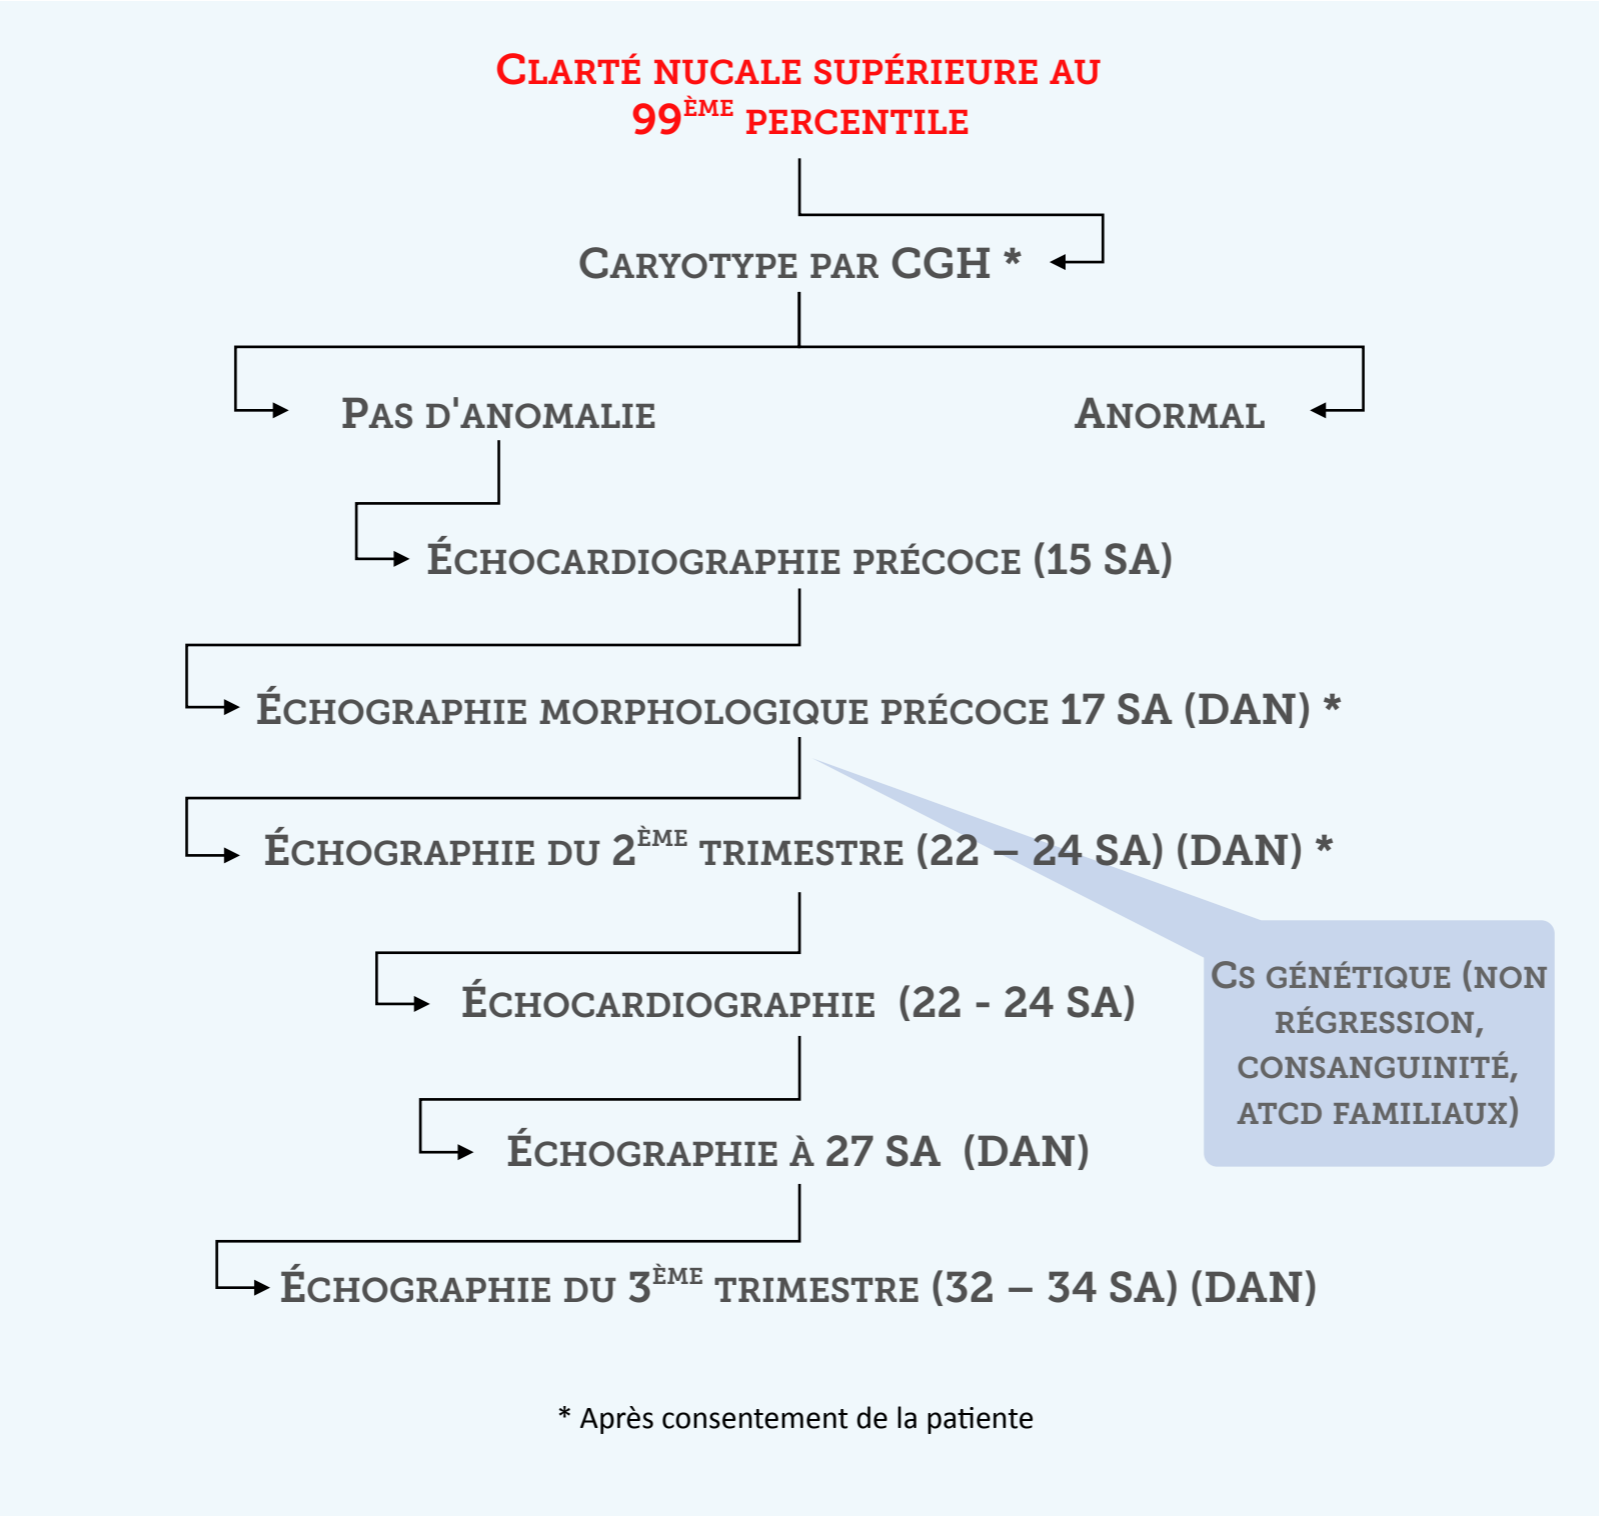 Clarté nucale supérieure au
99ème percentile
Caryotype par CGH *
Pas d'anomalie
Anormal
Échocardiographie précoce (15 SA)
Échographie morphologique précoce 17 SA (DAN) *
Échographie du 2ème trimestre (22 – 24 SA) (DAN) *
Échocardiographie (22 - 24 SA)
Cs génétique (non
régression,
consanguinité,
ATCD familiaux)
Échographie à 27 SA (DAN)
Échographie du 3ème trimestre (32 – 34 SA) (DAN)
* Après consentement de la patiente